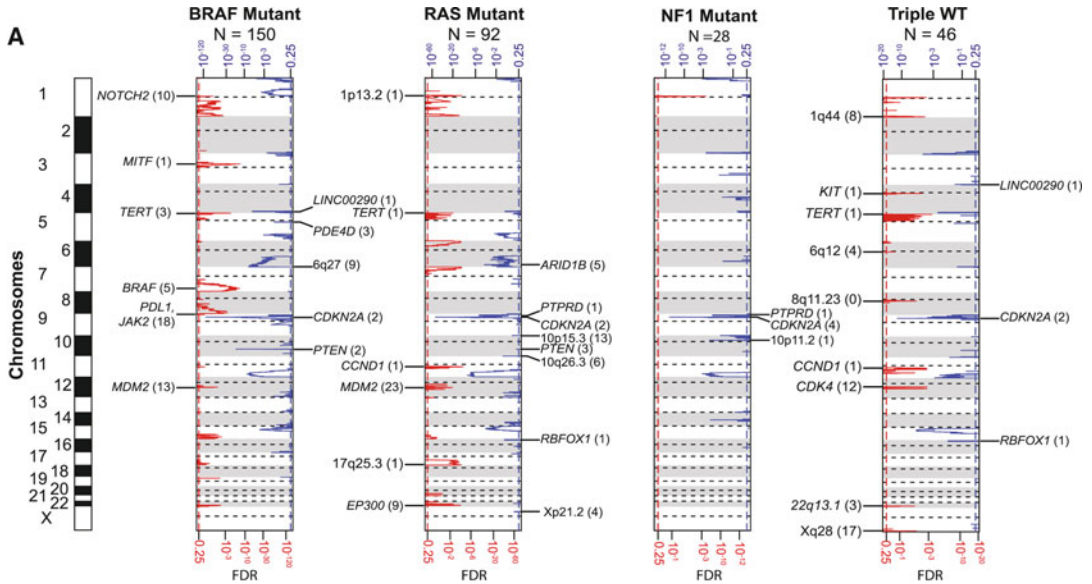 A
BRAF Mutant
N = 150
RAS Mutant
N = 92
NF1 Mutant
N =28
Triple WT
N = 46
10^-120 10^-30 10^-10 10^-3 0.25
10^-60 10^-20 10^-10 10^-3 0.25
10^-12 10^-3 10^-1 0.25
10^-20 10^-10 10^-3 0.25
Chromosomes
1
2
3
4
5
6
7
8
9
10
11
12
13
14
15
16
17
18
19
20
21
22
X
NOTCH2 (10)
MITF (1)
TERT (3)
BRAF (5)
PDL1,
JAK2 (18)
MDM2 (13)
LINC00290 (1)
PDE4D (3)
6q27 (9)
CDKN2A (2)
PTEN (2)
1p13.2 (1)
TERT (1)
CCND1 (1)
MDM2 (23)
17q25.3 (1)
EP300 (9)
ARID1B (5)
PTPRD (1)
CDKN2A (2)
10p15.3 (13)
PTEN (3)
10q26.3 (6)
RBFOX1 (1)
Xp21.2 (4)
PTPRD (1)
CDKN2A (4)
10p11.2 (1)
1q44 (8)
KIT (1)
TERT (1)
6q12 (4)
8q11.23 (0)
CCND1 (1)
CDK4 (12)
22q13.1 (3)
Xq28 (17)
LINC00290 (1)
CDKN2A (2)
RBFOX1 (1)
0.25 10^-3 10^-10 10^-30 10^-20
0.25 10^-2 10^-10 10^-20 10^-60
0.25 10^-1 10^-3 10^-12
0.25 10^-1 10^-3 10^-10 10^-20
FDR
FDR
FDR
FDR